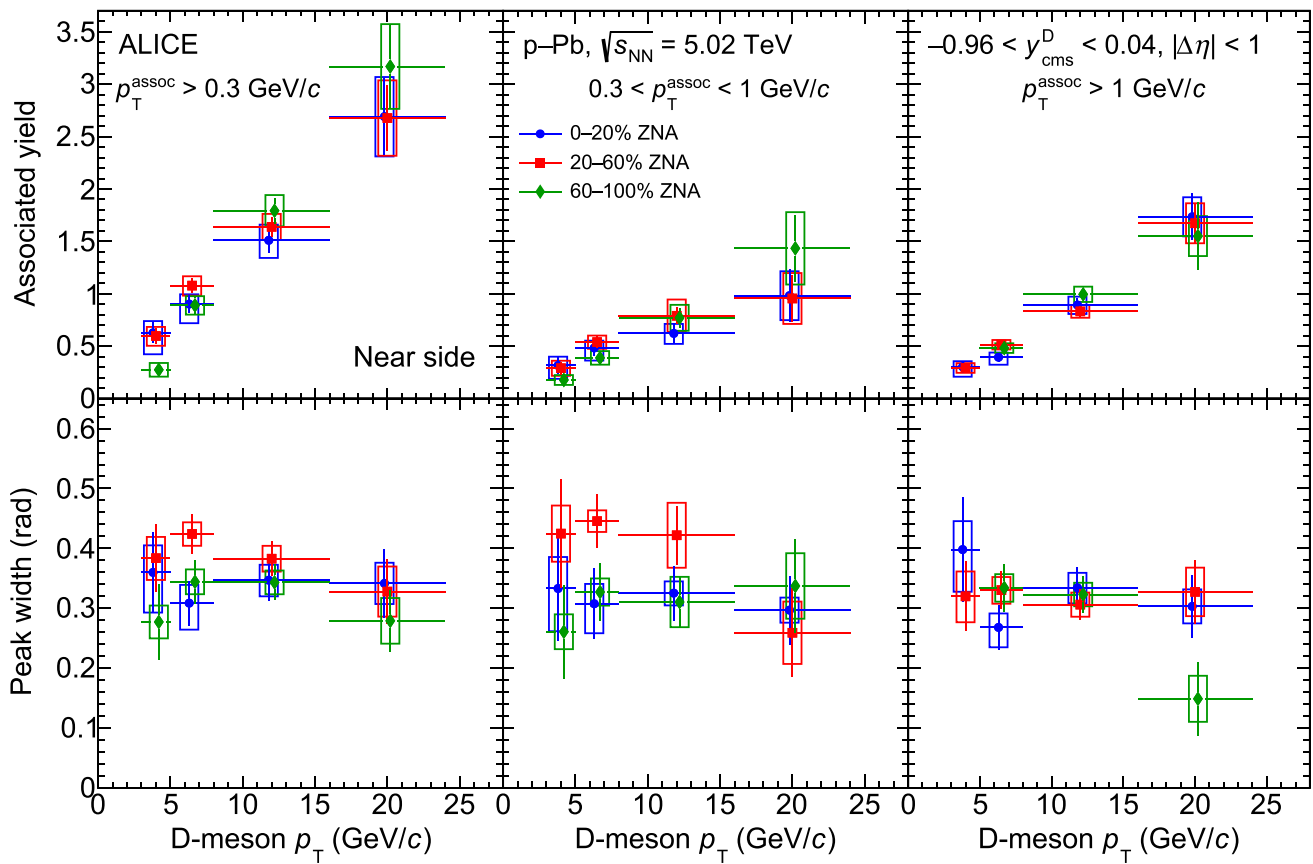 ALICE
p_T^assoc > 0.3 GeV/c
p–Pb, √s_NN = 5.02 TeV
0.3 < p_T^assoc < 1 GeV/c
–0.96 < y_cms^D < 0.04, |Δη| < 1
p_T^assoc > 1 GeV/c
0–20% ZNA
20–60% ZNA
60–100% ZNA
Near side
Associated yield
3.5
3
2.5
2
1.5
1
0.5
0
Peak width (rad)
0.6
0.5
0.4
0.3
0.2
0.1
0
0 5 10 15 20 25
0 5 10 15 20 25
0 5 10 15 20 25
D-meson p_T (GeV/c)
D-meson p_T (GeV/c)
D-meson p_T (GeV/c)